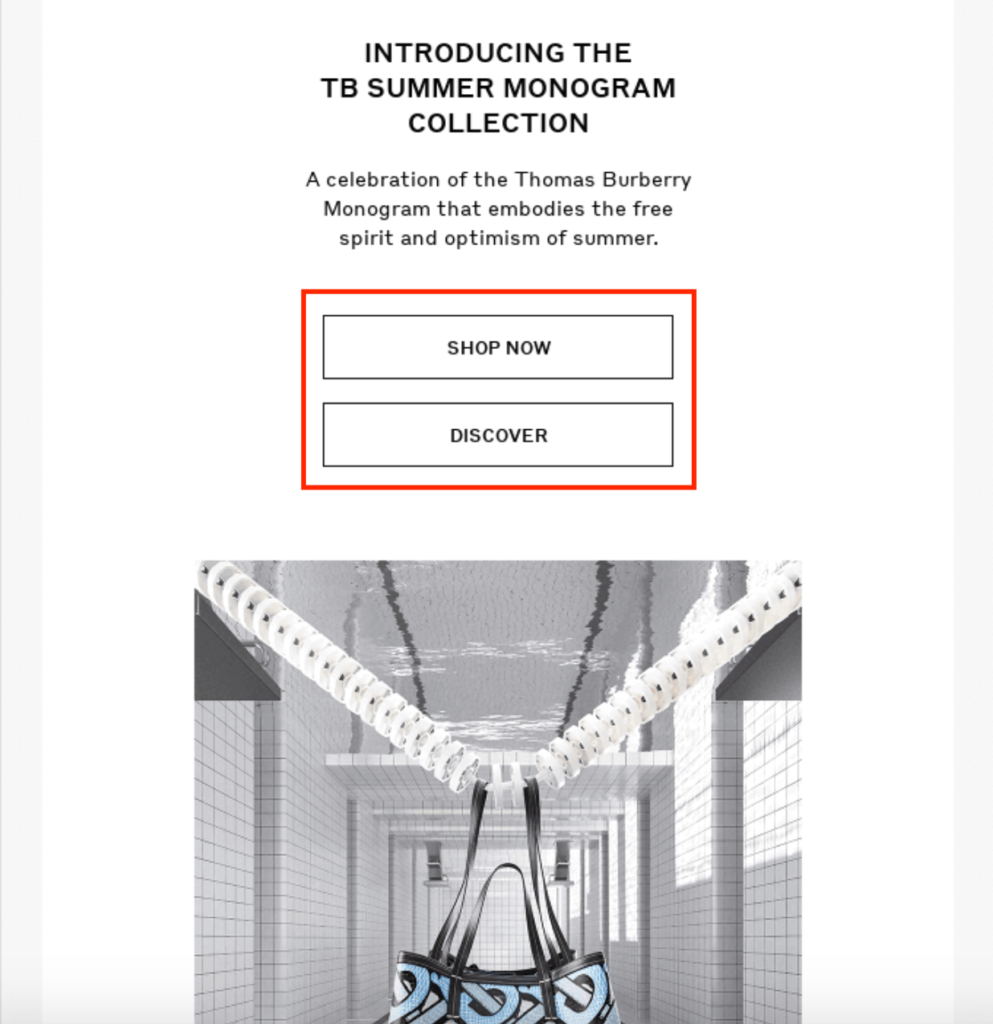 INTRODUCING THE
TB SUMMER MONOGRAM
COLLECTION
A celebration of the Thomas Burberry
Monogram that embodies the free
spirit and optimism of summer.
SHOP NOW
DISCOVER